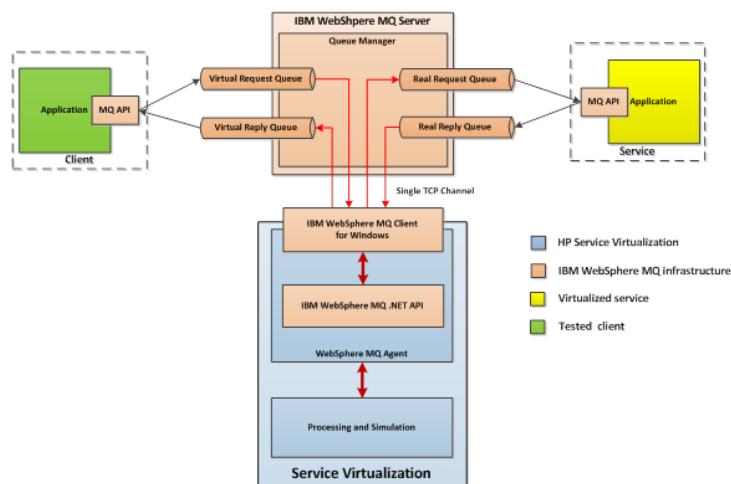 IBM WebShpere MQ Server
Queue Manager
Virtual Request Queue
Real Request Queue
Application
MQ API
MQ API
Application
Virtual Reply Queue
Real Reply Queue
Client
Service
Single TCP Channel
IBM WebSphere MQ Client
for Windows
HP Service Virtualization
IBM WebSphere MQ infrastructure
IBM WebSphere MQ .NET API
Virtualized service
Tested client
WebSphere MQ Agent
Processing and Simulation
Service Virtualization